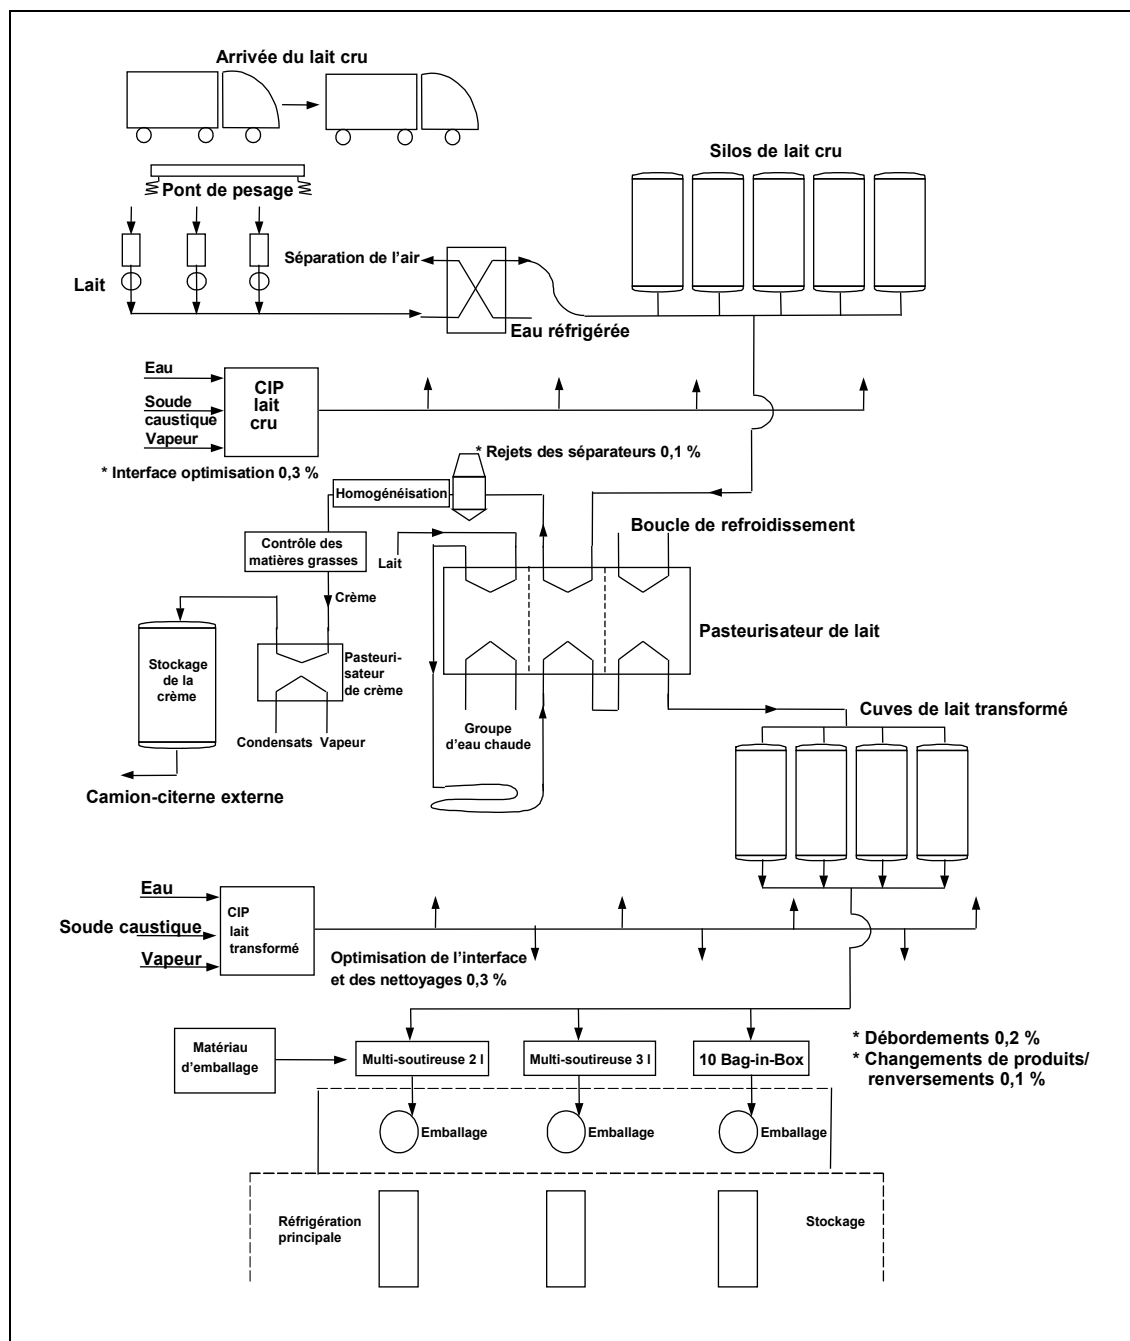 Arrivée du lait cru
Silos de lait cru
Pont de pesage
Séparation de l'air
Lait
Eau réfrigérée
Eau
CIP
lait
cru
Soude
caustique
Vapeur
* Interface optimisation 0,3 %
* Rejets des séparateurs 0,1 %
Homogénéisation
Boucle de refroidissement
Contrôle des
matières grasses
Lait
Crème
Pasteurisateur de lait
Stockage
de la
crème
Pasteuri-
sateur
de crème
Condensats
Vapeur
Groupe
d'eau chaude
Cuves de lait transformé
Camion-citerne externe
Eau
CIP
lait
transformé
Soude caustique
Vapeur
Optimisation de l'interface
et des nettoyages 0,3 %
Matériau
d'emballage
Multi-soutireuse 2 l
Multi-soutireuse 3 l
10 Bag-in-Box
* Débordements 0,2 %
* Changements de produits/
renversements 0,1 %
Emballage
Emballage
Emballage
Réfrigération
principale
Stockage